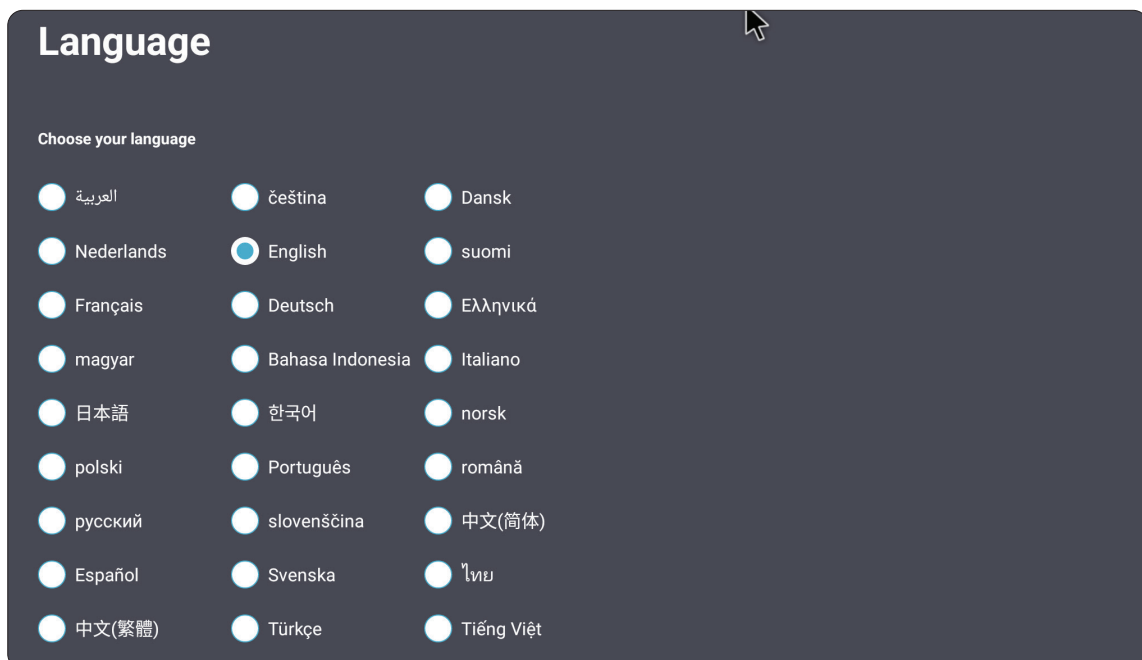 Language
Choose your language
العربية čeština Dansk
Nederlands English suomi
Français Deutsch Ελληνικά
magyar Bahasa Indonesia Italiano
日本語 한국어 norsk
polski Português română
русский slovenščina 中文(简体)
Español Svenska ไทย
中文(繁體) Türkçe Tiếng Việt